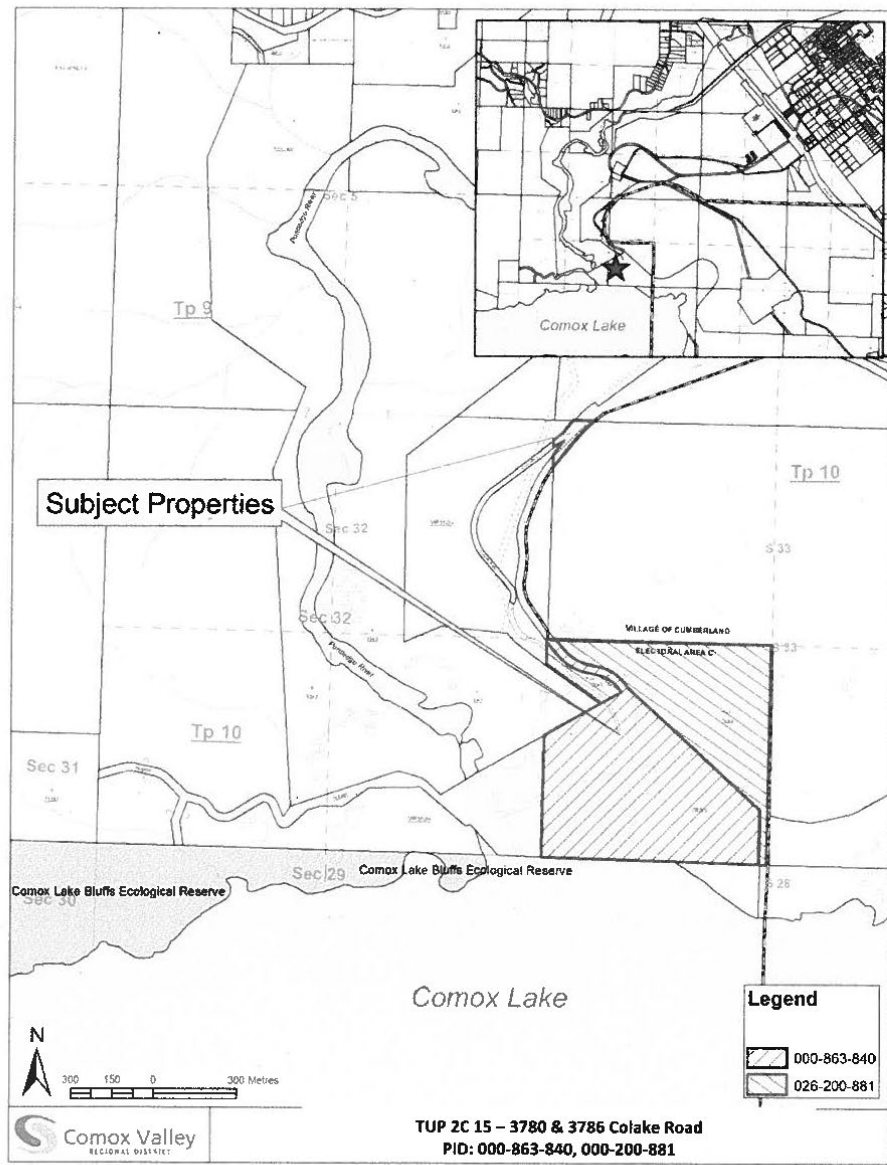 Sec 5
Puntledge River
Tp 9
Comox Lake
Subject Properties
Tp 10
Sec 32
S 33
Sec 32
VILLAGE OF CUMBERLAND
ELECTORAL AREA C
S 33
Puntledge River
Tp 10
Sec 31
Sec 29
Comox Lake Bluffs Ecological Reserve
Comox Lake Bluffs Ecological Reserve
Sec 30
S 26
Comox Lake
Legend
000-863-840
026-200-881
N
300 150 0 300 Metres
Comox Valley
REGIONAL DISTRICT
TUP 2C 15 – 3780 & 3786 Colake Road
PID: 000-863-840, 000-200-881